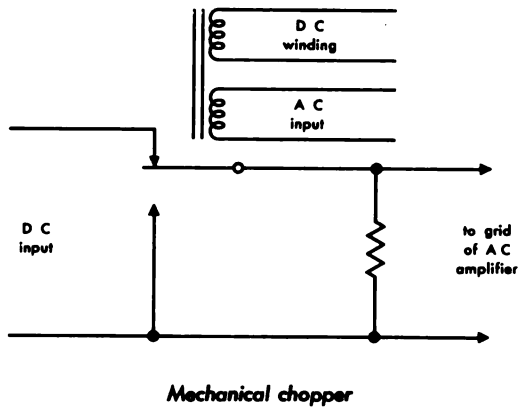 D C
winding
A C
input
D C
input
to grid
of A C
amplifier
Mechanical chopper